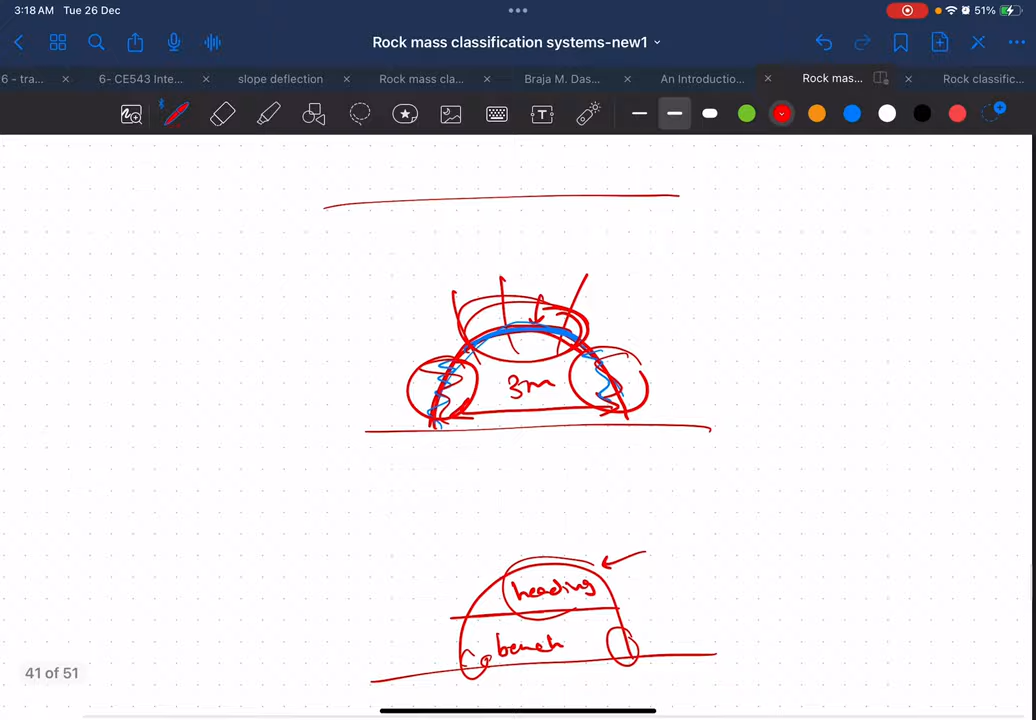 3:18 AM Tue 26 Dec
51%
Rock mass classification systems-new1
6 - tra...
6- CE543 Inte...
slope deflection
Rock mass cla...
Braja M. Das...
An Introductio...
Rock mas...
Rock classific...
3m
heading
bench
41 of 51